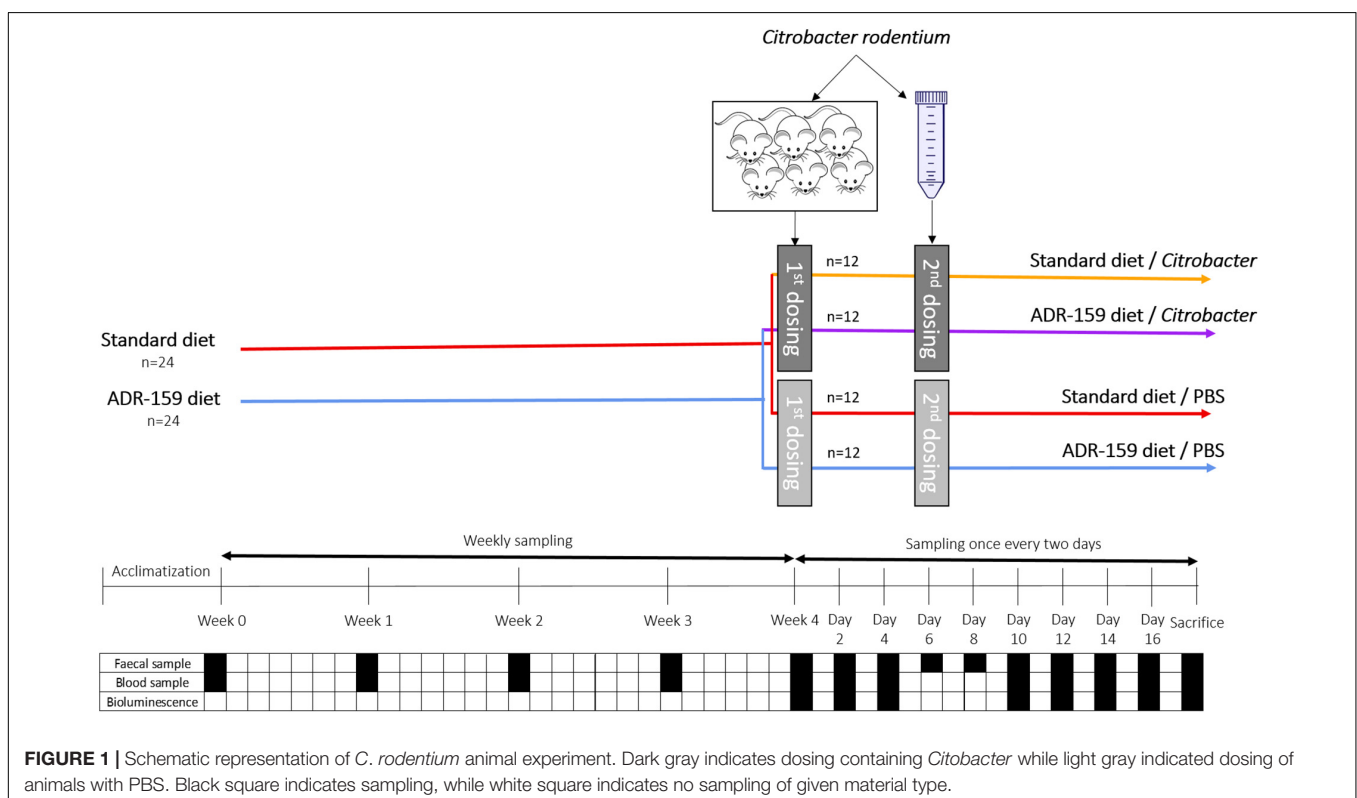 Citrobacter rodentium
1st dosing
n=12
2nd dosing
Standard diet / Citrobacter
n=12
ADR-159 diet / Citrobacter
Standard diet
n=24
ADR-159 diet
n=24
1st dosing
n=12
2nd dosing
Standard diet / PBS
n=12
ADR-159 diet / PBS
Weekly sampling
Sampling once every two days
Acclimatization
Week 0
Week 1
Week 2
Week 3
Week 4
Day 2
Day 4
Day 6
Day 8
Day 10
Day 12
Day 14
Day 16
Sacrifice
Faecal sample
Blood sample
Bioluminescence
FIGURE 1 | Schematic representation of C. rodentium animal experiment. Dark gray indicates dosing containing Citobacter while light gray indicated dosing of
animals with PBS. Black square indicates sampling, while white square indicates no sampling of given material type.